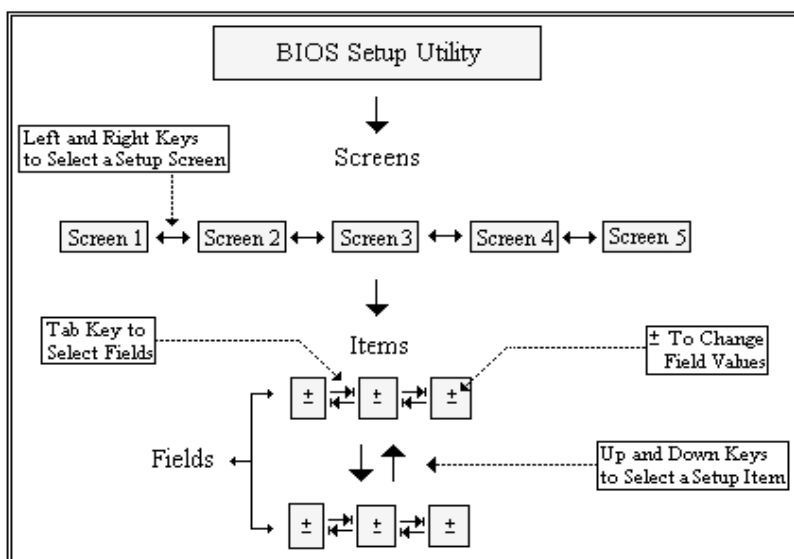 BIOS Setup Utility
Left and Right Keys
to Select a Setup Screen
Screens
Screen 1
Screen 2
Screen 3
Screen 4
Screen 5
Tab Key to
Select Fields
Items
± To Change
Field Values
± ± ±
Fields
Up and Down Keys
to Select a Setup Item
± ± ±